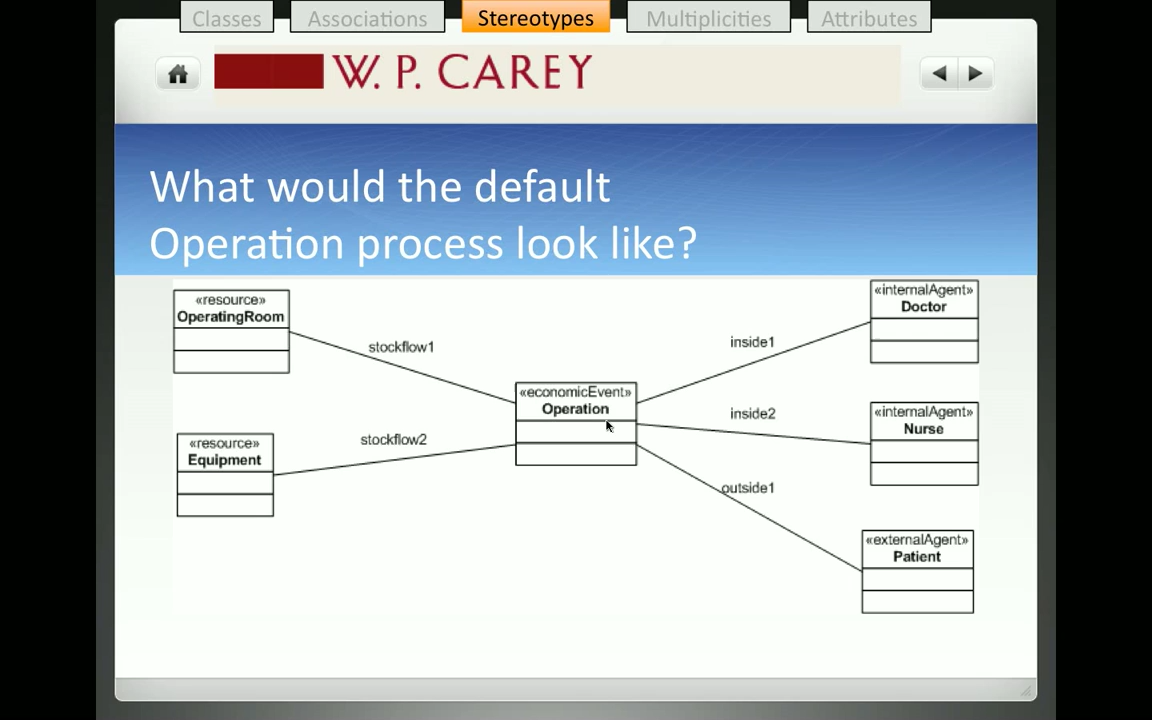 Classes
Associations
Stereotypes
Multiplicities
Attributes
W. P. CAREY
What would the default
Operation process look like?
«resource»
OperatingRoom
stockflow1
«resource»
Equipment
stockflow2
«economicEvent»
Operation
inside1
«internalAgent»
Doctor
inside2
«internalAgent»
Nurse
outside1
«externalAgent»
Patient